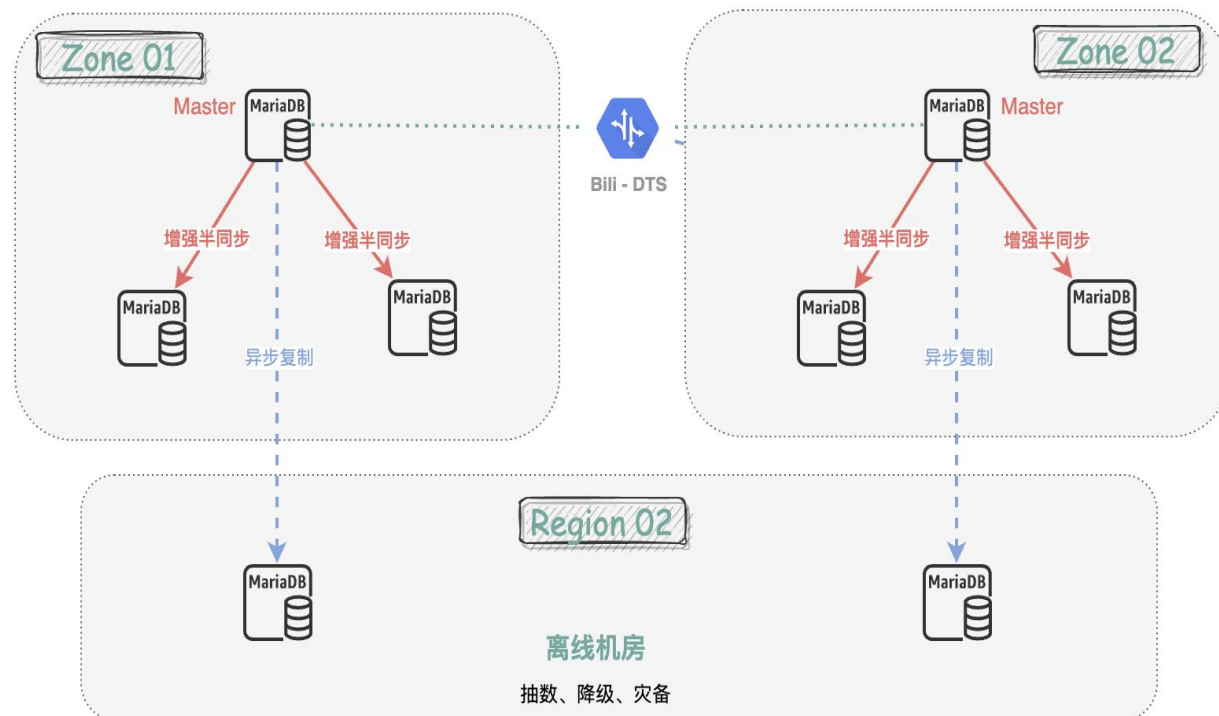 Zone 01
Zone 02
Master
MariaDB
MariaDB
Master
Bili - DTS
增强半同步
增强半同步
增强半同步
增强半同步
MariaDB
MariaDB
MariaDB
MariaDB
异步复制
异步复制
Region 02
MariaDB
MariaDB
离线机房
抽数、降级、灾备